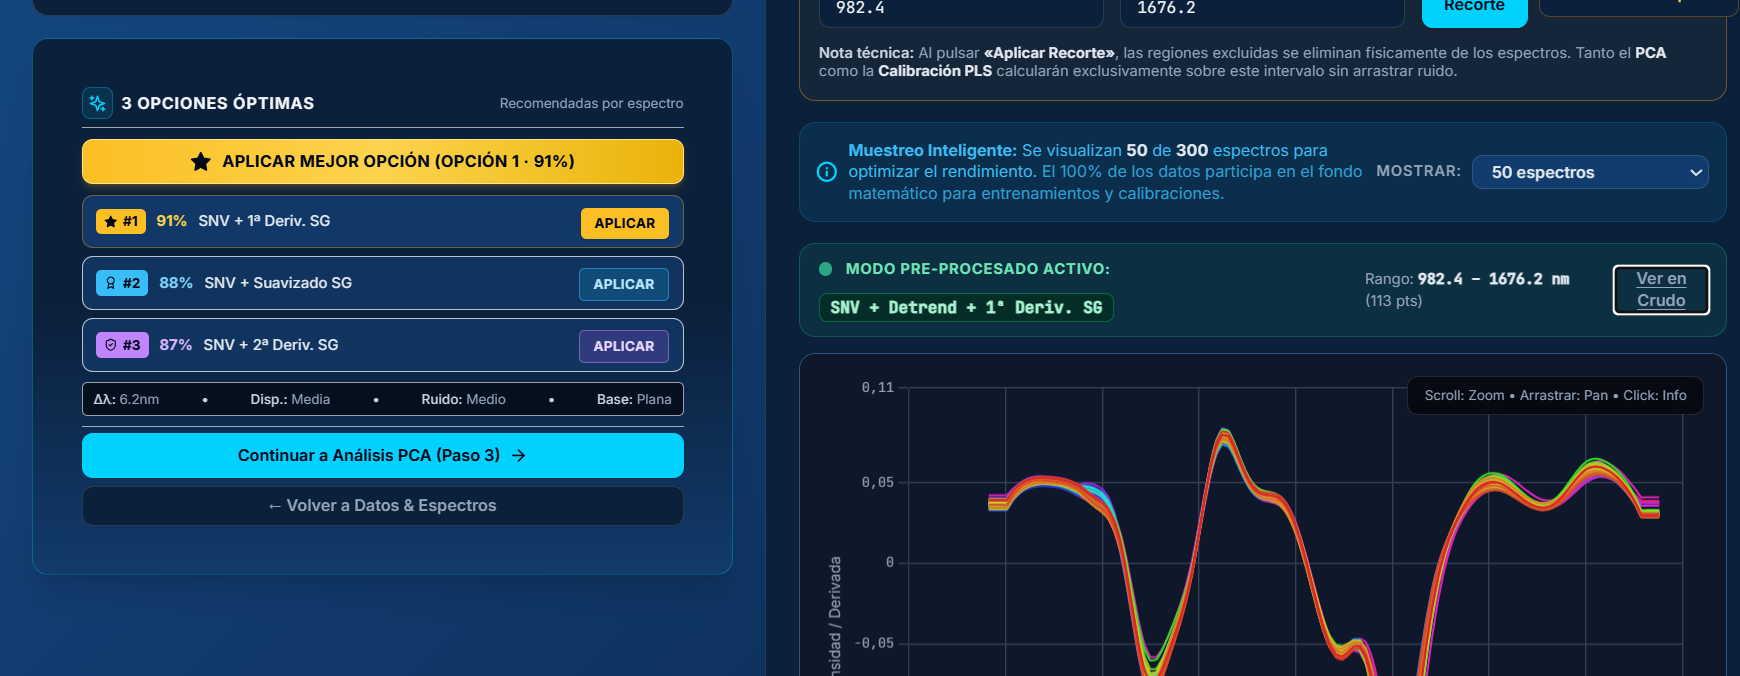 3 OPCIONES ÓPTIMAS
Recomendadas por espectro
APLICAR MEJOR OPCIÓN (OPCIÓN 1 · 91%)
#1 91% SNV + 1ª Deriv. SG APLICAR
#2 88% SNV + Suavizado SG APLICAR
#3 87% SNV + 2ª Deriv. SG APLICAR
Δλ: 6.2nm • Disp.: Media • Ruido: Medio • Base: Plana
Continuar a Análisis PCA (Paso 3) →
← Volver a Datos & Espectros
982.4
1676.2
Recorte
Nota técnica: Al pulsar «Aplicar Recorte», las regiones excluidas se eliminan físicamente de los espectros. Tanto el PCA
como la Calibración PLS calcularán exclusivamente sobre este intervalo sin arrastrar ruido.
Muestreo Inteligente: Se visualizan 50 de 300 espectros para
optimizar el rendimiento. El 100% de los datos participa en el fondo
matemático para entrenamientos y calibraciones.
MOSTRAR:
50 espectros
MODO PRE-PROCESADO ACTIVO:
SNV + Detrend + 1ª Deriv. SG
Rango: 982.4 – 1676.2 nm
(113 pts)
Ver en
Crudo
Scroll: Zoom • Arrastrar: Pan • Click: Info
0,11
0,05
0
-0,05
nsidad / Derivada